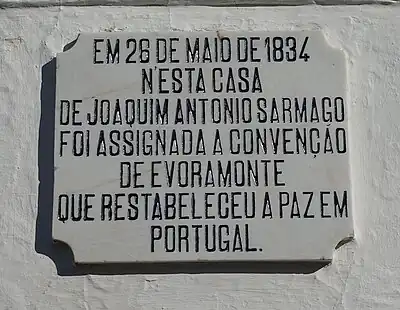 EM 26 DE MAIO DE 1834
N'ESTA CASA
DE JOAQUIM ANTONIO SARMAGO
FOI ASSIGNADA A CONVENÇÃO
DE EVORAMONTE
QUE RESTABELECEU A PAZ EM
PORTUGAL.